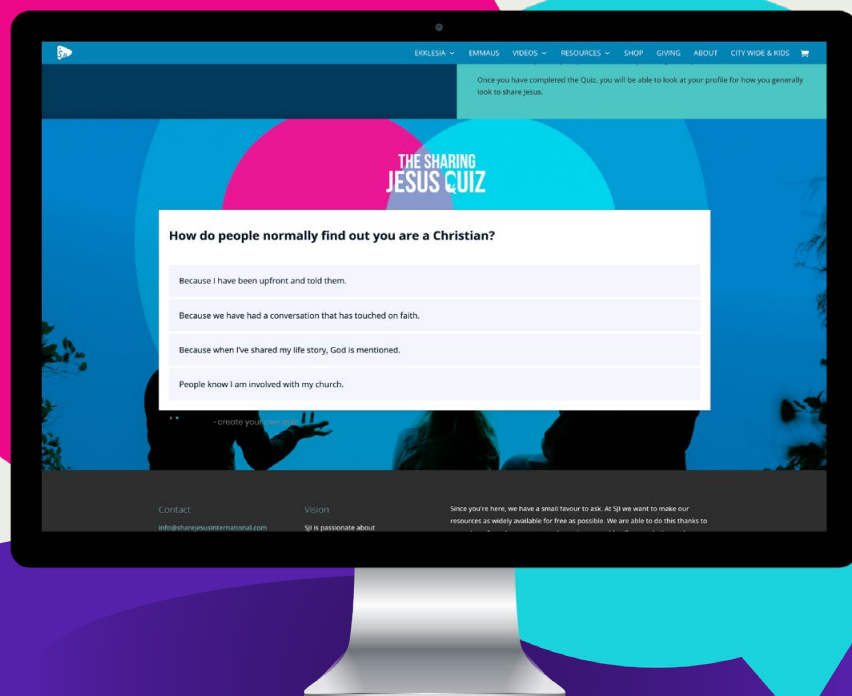 EKKLESIA EMMAUS VIDEOS RESOURCES SHOP GIVING ABOUT CITY WIDE & KIDS
Once you have completed the Quiz, you will be able to look at your profile for how you generally
look to share Jesus.
THE SHARING
JESUS QUIZ
How do people normally find out you are a Christian?
Because I have been upfront and told them.
Because we have had a conversation that has touched on faith.
Because when I've shared my life story, God is mentioned.
People know I am involved with my church.
- create your own quiz
Contact
info@sharejesusinternational.com
Vision
SJI is passionate about
Since you're here, we have a small favour to ask. At SJI we want to make our
resources as widely available for free as possible. We are able to do this thanks to